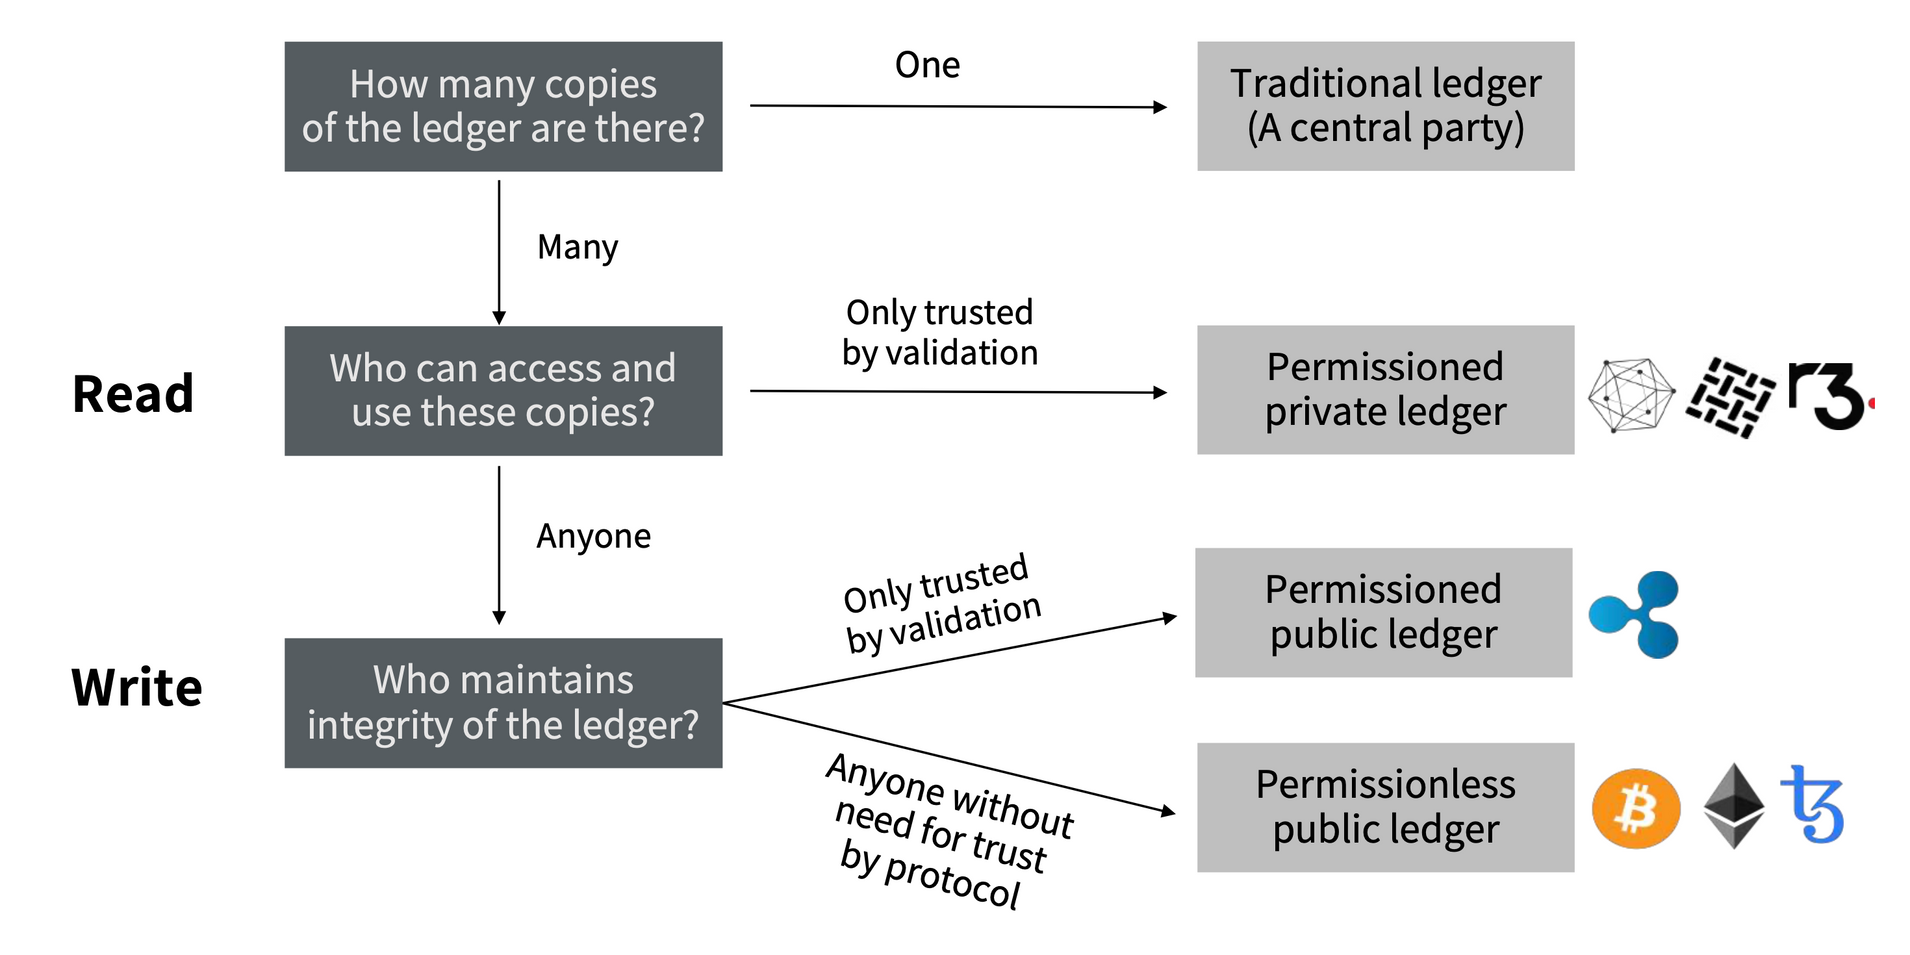 How many copies
of the ledger are there?
One
Traditional ledger
(A central party)
Many
Read
Who can access and
use these copies?
Only trusted
by validation
Permissioned
private ledger
r3.
Anyone
Write
Who maintains
integrity of the ledger?
Only trusted
by validation
Permissioned
public ledger
Anyone without
need for trust
by protocol
Permissionless
public ledger